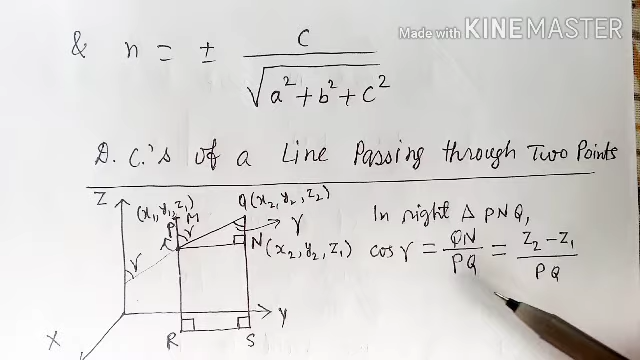 Made with KINEMASTER
& n = ± c / √(a² + b² + c²)
D. C.'s of a Line Passing through Two Points
Z
(x₁, y₁, z₁) M
Q (x₂, y₂, z₂)
P γ
γ
N (x₂, y₂, z₁)
γ
In right Δ PNQ,
cos γ = QN / PQ = Z₂ - Z₁ / PQ
X
R
S
Y